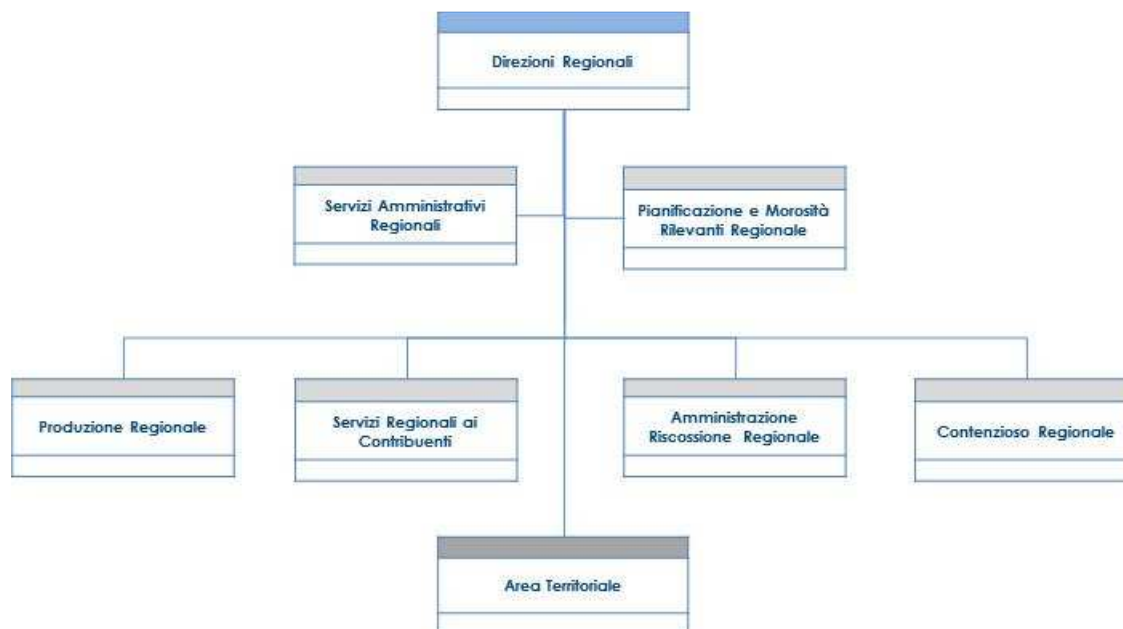 Direzioni Regionali
Servizi Amministrativi
Regionali
Pianificazione e Morosità
Rilevanti Regionale
Produzione Regionale
Servizi Regionali ai
Contribuenti
Amministrazione
Riscossione Regionale
Contenzioso Regionale
Area Territoriale